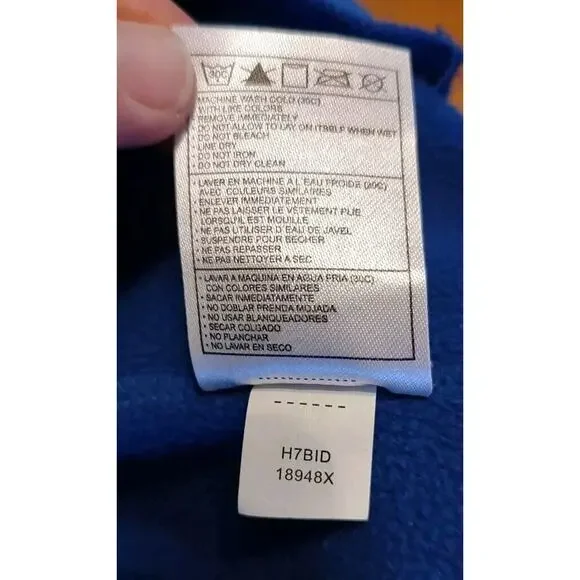 30C
MACHINE WASH COLD (30C)
WITH LIKE COLORS
REMOVE IMMEDIATELY
DO NOT ALLOW TO LAY ON ITSELF WHEN WET
DO NOT BLEACH
LINE DRY
• DO NOT IRON
• DO NOT DRY CLEAN
• LAVER EN MACHINE A L EAU FROIDE (30C)
AVEC COULEURS SIMILAIRES
• ENLEVER IMMEDIATEMENT
• NE PAS LAISSER LE VETEMENT PLIE
LORSQU'IL EST MOUILLE
• NE PAS UTILISER D'EAU DE JAVEL
• SUSPENDRE POUR SECHER
• NE PAS REPASSER
• NE PAS NETTOYER A SEC
• LAVAR A MAQUINA EN AGUA FRIA (30C)
CON COLORES SIMILARES
• SACAR INMEDIATAMENTE
• NO DOBLAR PRENDA MOJADA
• NO USAR BLANQUEADORES
• SECAR COLGADO
• NO PLANCHAR
• NO LAVAR EN SECO
H7BID
18948X